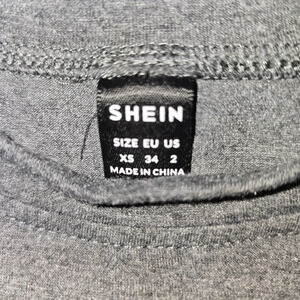 SHEIN
SIZE EU US
XS 34 2
MADE IN CHINA